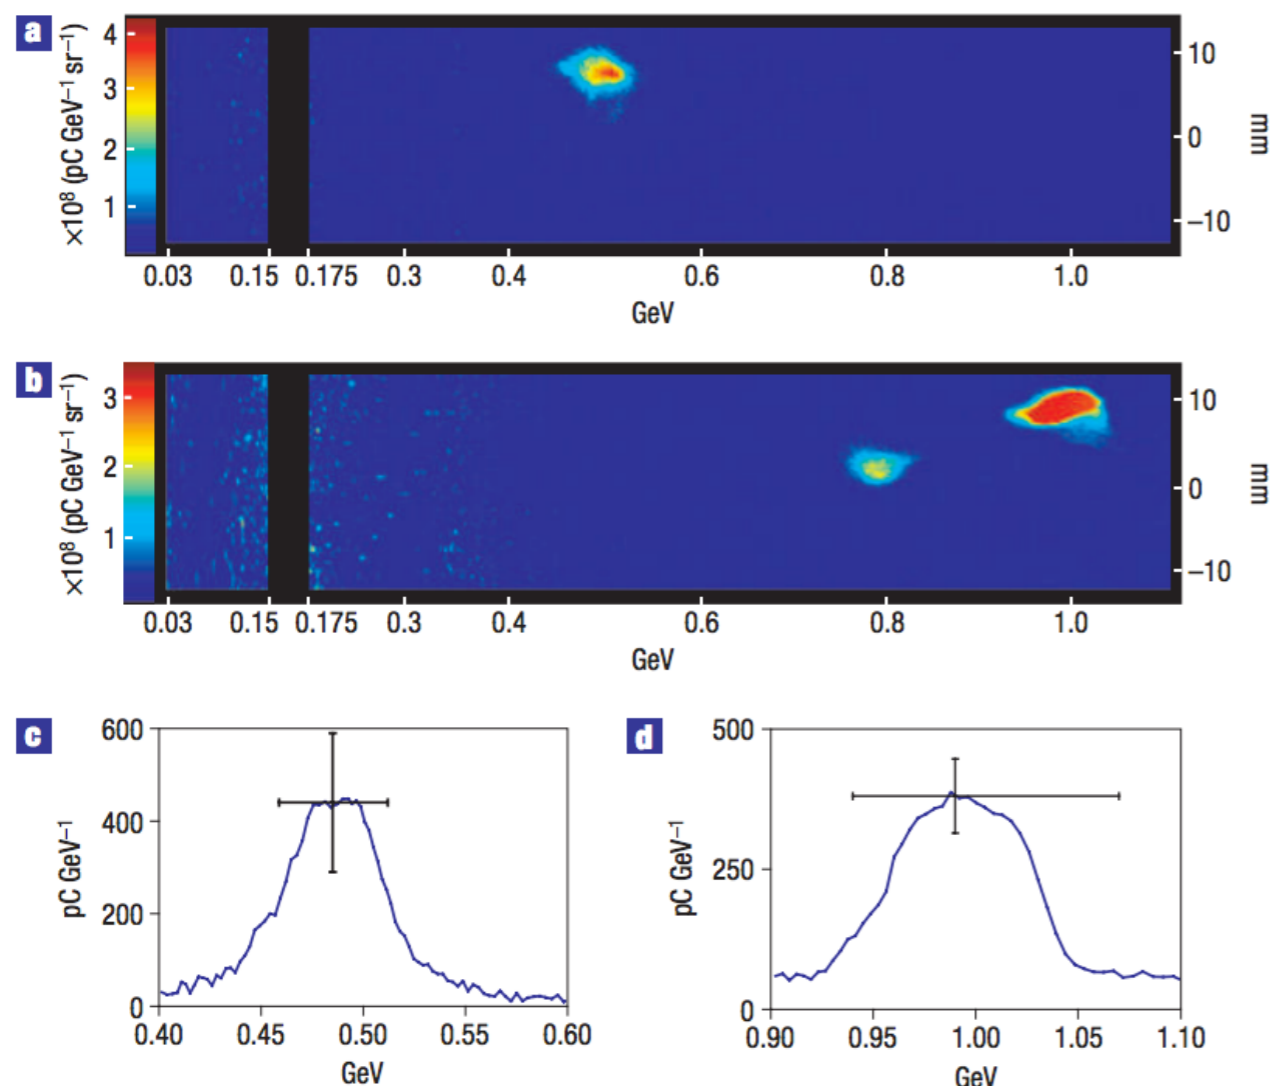 a
4
3
2
1
×10⁸ (pC GeV⁻¹ sr⁻¹)
10
0
−10
mm
0.03 0.15 0.175 0.3 0.4 0.6 0.8 1.0
GeV
b
3
2
1
×10⁸ (pC GeV⁻¹ sr⁻¹)
10
0
−10
mm
0.03 0.15 0.175 0.3 0.4 0.6 0.8 1.0
GeV
c
600
400
200
0
pC GeV⁻¹
0.40 0.45 0.50 0.55 0.60
GeV
d
500
250
0
pC GeV⁻¹
0.90 0.95 1.00 1.05 1.10
GeV